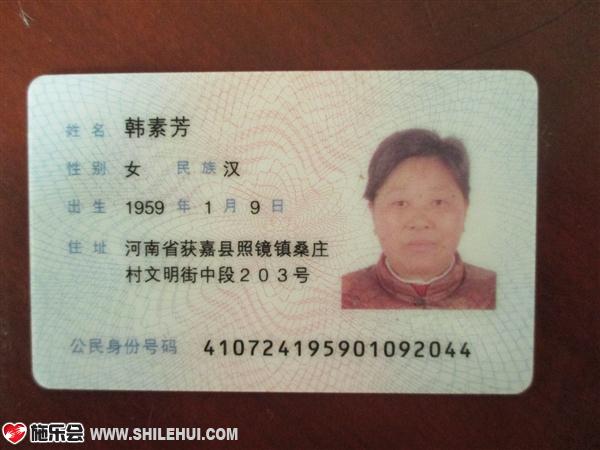 姓名 韩素芳
性别 女 民族 汉
出生 1959 年 1 月 9 日
住址 河南省获嘉县照镜镇桑庄
村文明街中段203号
公民身份号码 410724195901092044
施乐会 WWW.SHILEHUI.COM